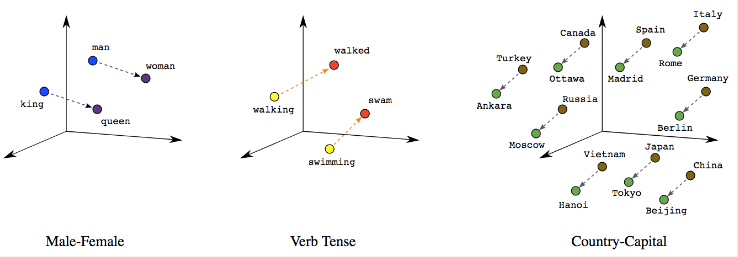 man
woman
king
queen
Male-Female
walked
walking
swam
swimming
Verb Tense
Italy
Spain
Canada
Rome
Turkey
Ottawa
Madrid
Germany
Ankara
Russia
Berlin
Moscow
Japan
Vietnam
China
Tokyo
Hanoi
Beijing
Country-Capital